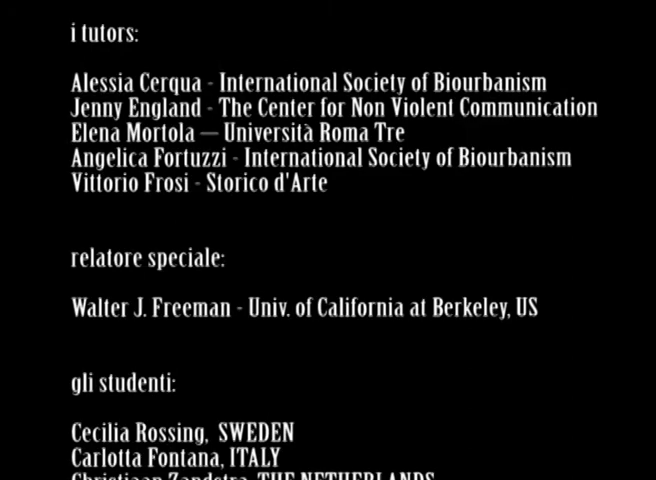 i tutors:
Alessia Cerqua - International Society of Biourbanism
Jenny England - The Center for Non Violent Communication
Elena Mortola — Università Roma Tre
Angelica Fortuzzi - International Society of Biourbanism
Vittorio Frosi - Storico d'Arte
relatore speciale:
Walter J. Freeman - Univ. of California at Berkeley, US
gli studenti:
Cecilia Rossing, SWEDEN
Carlotta Fontana, ITALY
Christiaan Zandstra, THE NETHERLANDS